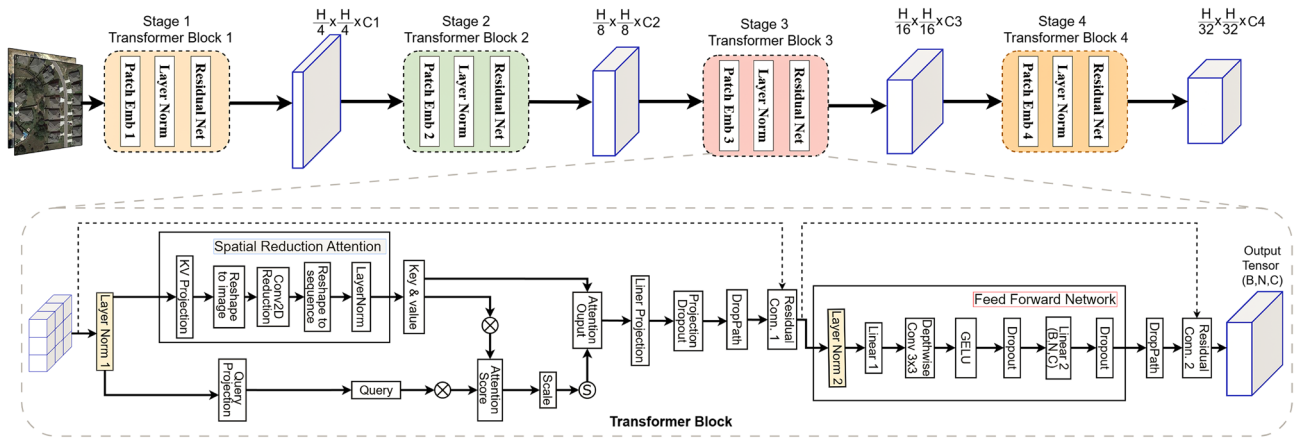 Stage 1
Transformer Block 1
H/4 x H/4 x C1
Stage 2
Transformer Block 2
H/8 x H/8 x C2
Stage 3
Transformer Block 3
H/16 x H/16 x C3
Stage 4
Transformer Block 4
H/32 x H/32 x C4
Patch Emb 1
Layer Norm
Residual Net
Patch Emb 2
Layer Norm
Residual Net
Patch Emb 3
Layer Norm
Residual Net
Patch Emb 4
Layer Norm
Residual Net
Layer Norm 1
Spatial Reduction Attention
KV Projection
Reshape
to image
Conv2D
Reduction
Reshape to
sequence
LayerNorm
Key & value
Query
Projection
Query
Attention
Score
Scale
S
Attention
Output
Liner Projection
Projection
Dropout
DropPath
Residual
Conn. 1
Feed Forward Network
Layer Norm 2
Linear 1
Depthwise
Conv 3x3
GELU
Dropout
Linear 2
(B,N,C)
Dropout
DropPath
Residual
Conn. 2
Output
Tensor
(B,N,C)
Transformer Block